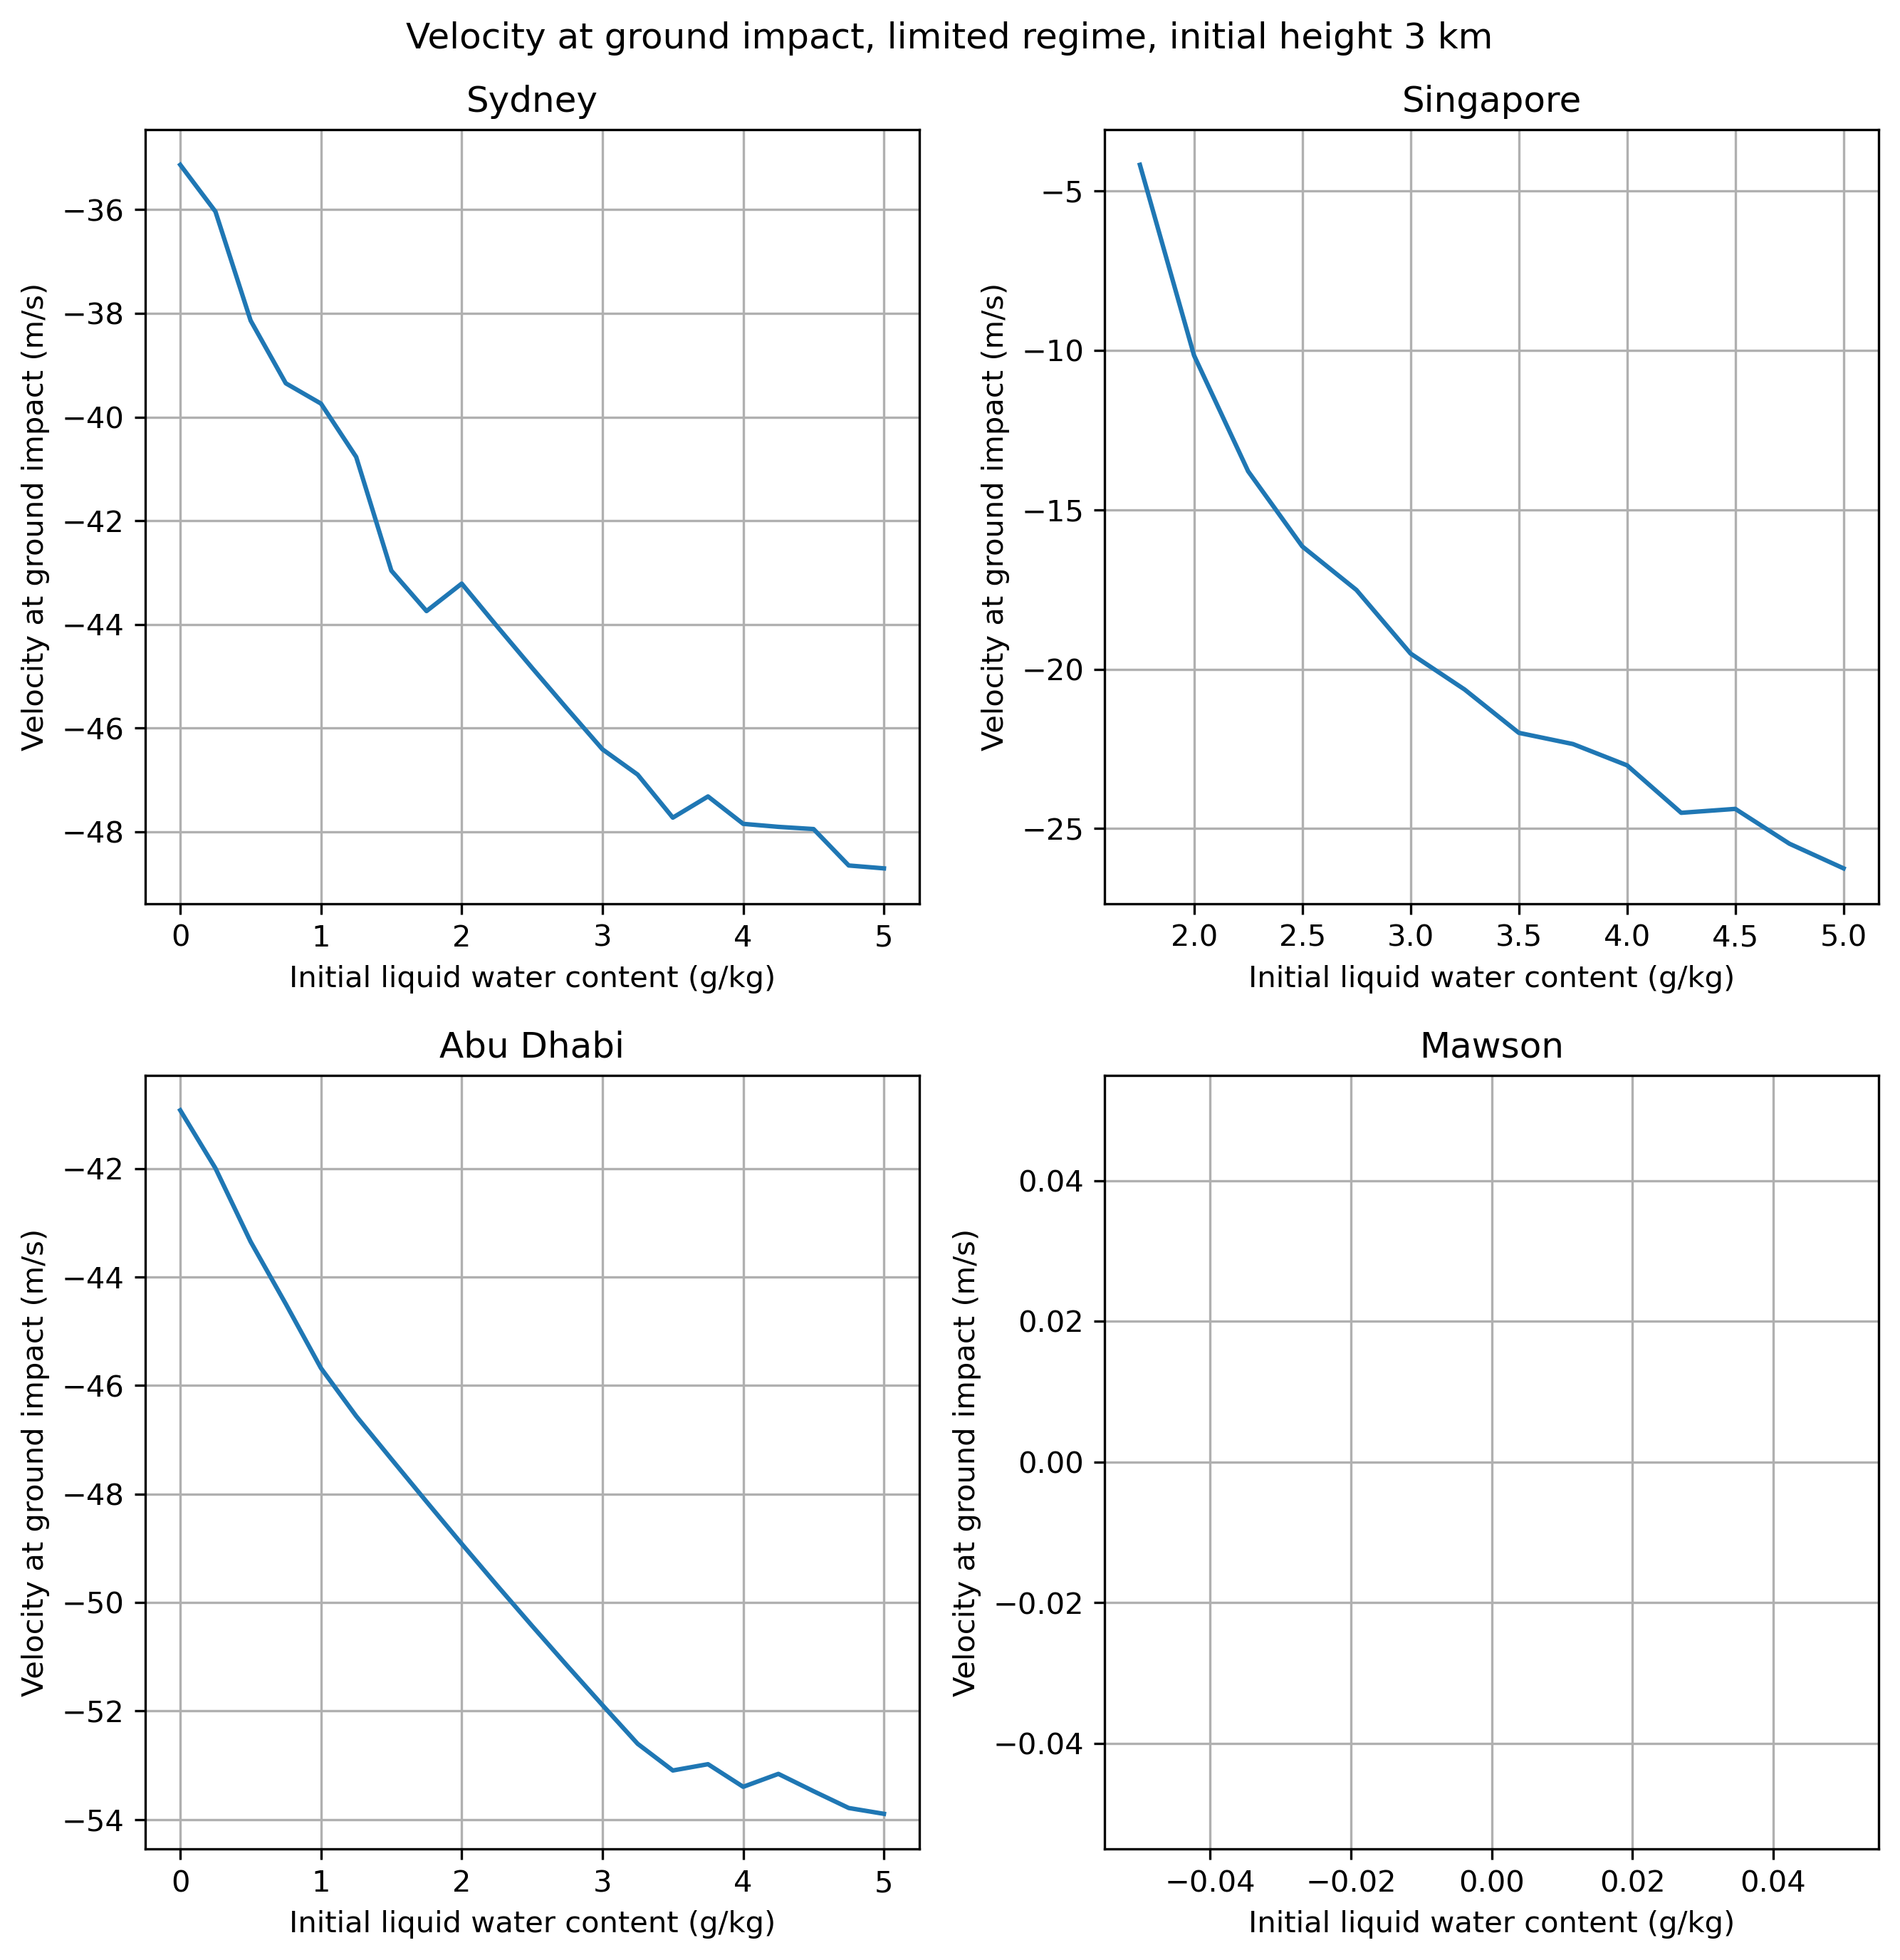 Velocity at ground impact, limited regime, initial height 3 km
Sydney
Velocity at ground impact (m/s)
−36
−38
−40
−42
−44
−46
−48
0 1 2 3 4 5
Initial liquid water content (g/kg)
Singapore
Velocity at ground impact (m/s)
−5
−10
−15
−20
−25
2.0 2.5 3.0 3.5 4.0 4.5 5.0
Initial liquid water content (g/kg)
Abu Dhabi
Velocity at ground impact (m/s)
−42
−44
−46
−48
−50
−52
−54
0 1 2 3 4 5
Initial liquid water content (g/kg)
Mawson
Velocity at ground impact (m/s)
0.04
0.02
0.00
−0.02
−0.04
−0.04 −0.02 0.00 0.02 0.04
Initial liquid water content (g/kg)